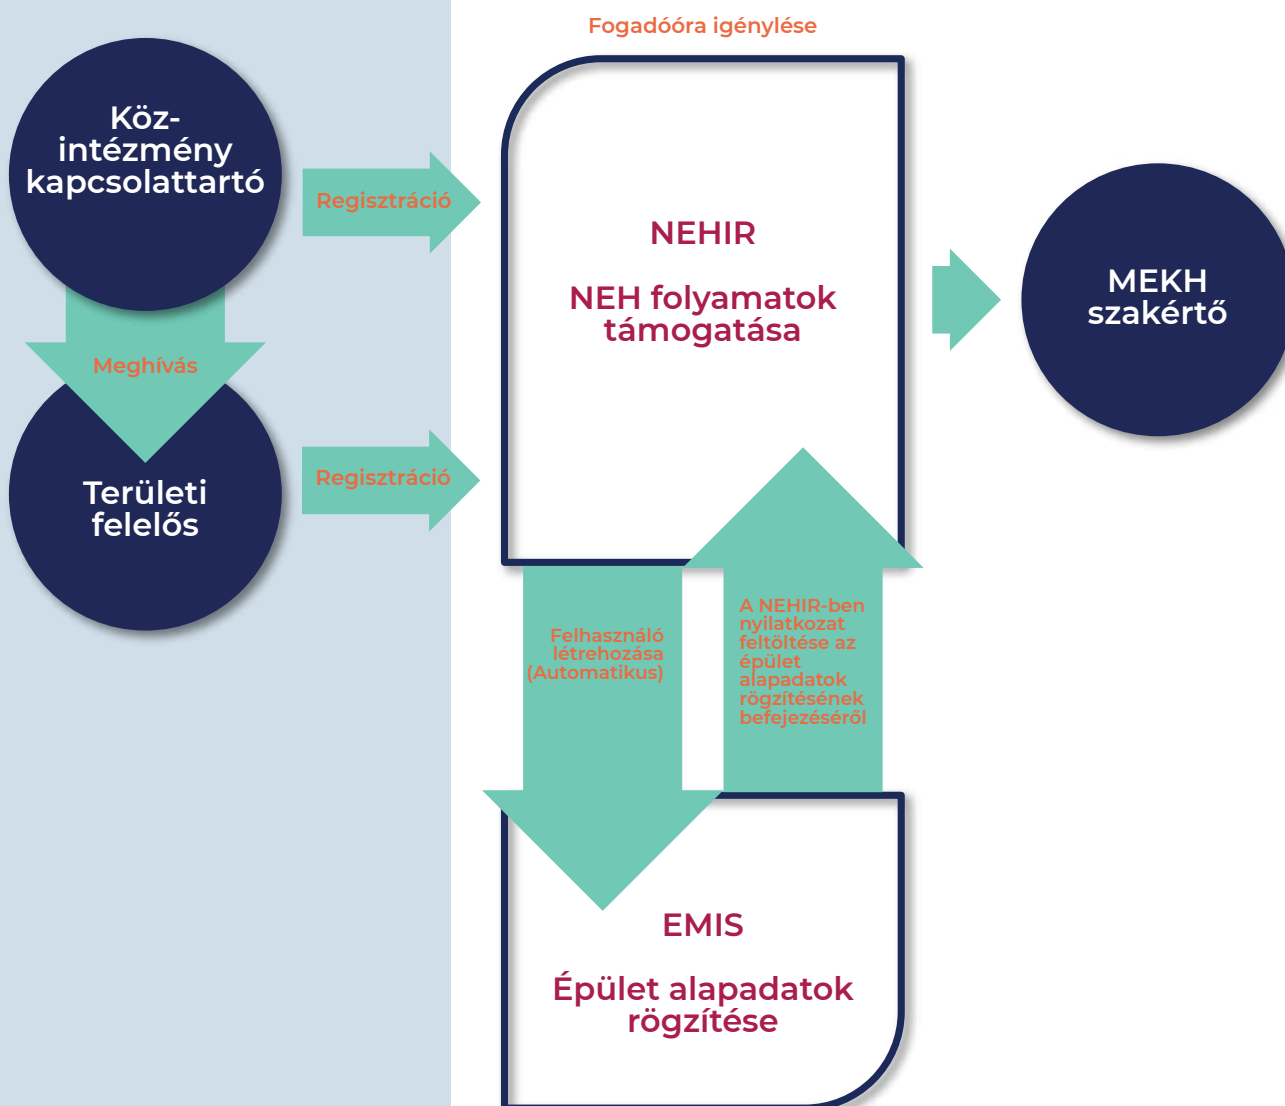 Fogadóóra igénylése
Köz-
intézmény
kapcsolattartó
Regisztráció
Meghívás
Területi
felelős
Regisztráció
NEHIR
NEH folyamatok
támogatása
MEKH
szakértő
Felhasználó
létrehozása
(Automatikus)
A NEHIR-ben
nyilatkozat
feltöltése az
épület
alapadatok
rögzítésének
befejezéséről
EMIS
Épület alapadatok
rögzítése